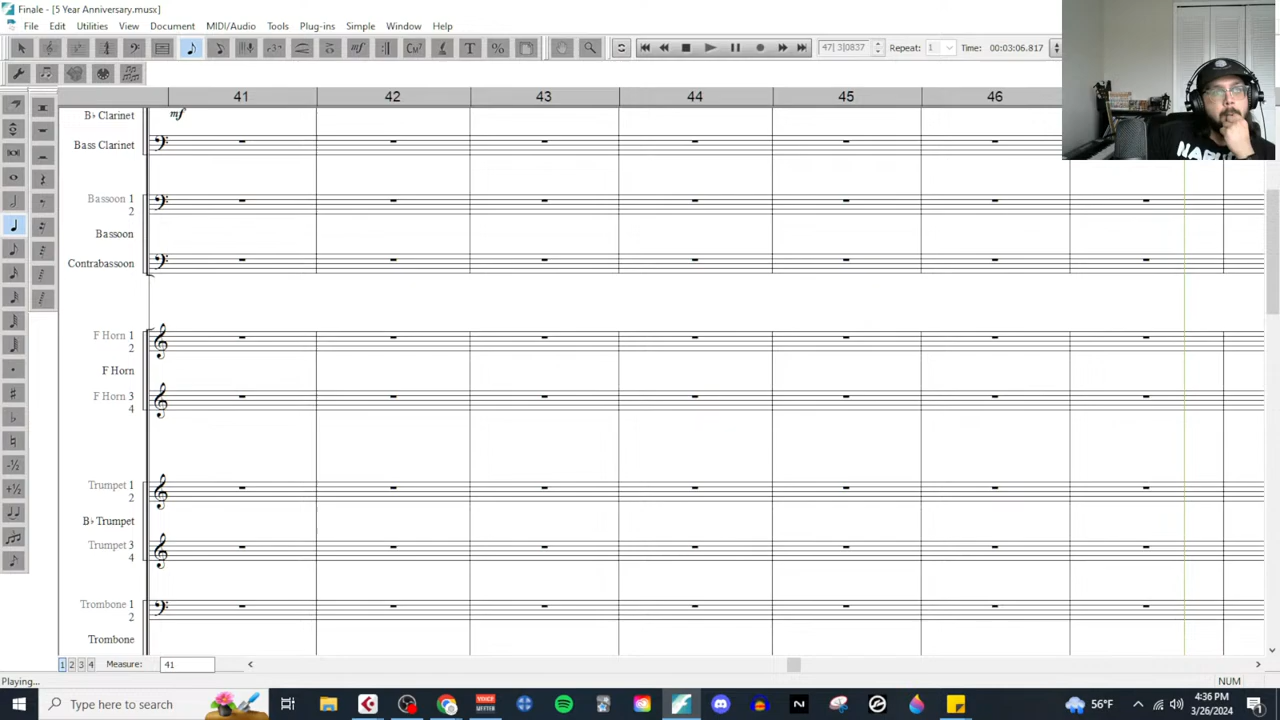 Finale - [5 Year Anniversary.musx]
File Edit Utilities View Document MIDI/Audio Tools Plug-ins Simple Window Help
47| 3|0837 Repeat: 1 Time: 00:03:06.817
41 42 43 44 45 46
B♭ Clarinet
mf
Bass Clarinet
Bassoon 1
2
Bassoon
Contrabassoon
F Horn 1
2
F Horn
F Horn 3
4
Trumpet 1
2
B♭ Trumpet
Trumpet 3
4
Trombone 1
2
Trombone
1 2 3 4 Measure: 41
Playing... NUM
Type here to search
56°F
4:36 PM
3/26/2024